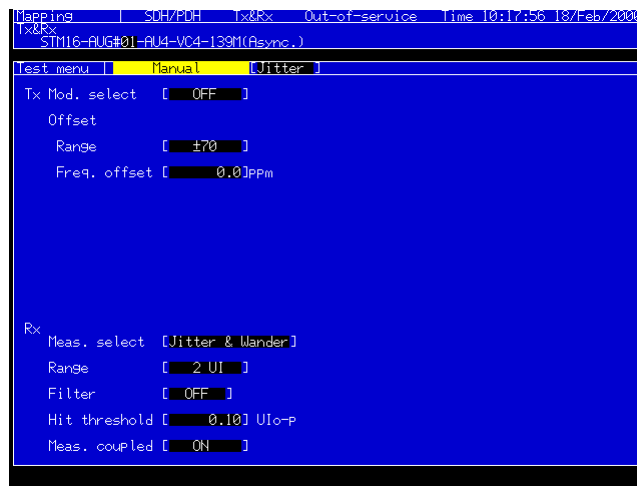 Mapping | SDH/PDH Tx&Rx Out-of-service Time 10:17:56 18/Feb/2000
Tx&Rx
STM16-AUG#01-AU4-VC4-139M(Async.)
Test menu | Manual [Jitter ]
Tx Mod. select [ OFF ]
Offset
Range [ ±70 ]
Freq. offset [ 0.0]ppm
Rx
Meas. select [Jitter & Wander]
Range [ 2 UI ]
Filter [ OFF ]
Hit threshold [ 0.10] UIo-p
Meas. coupled [ ON ]